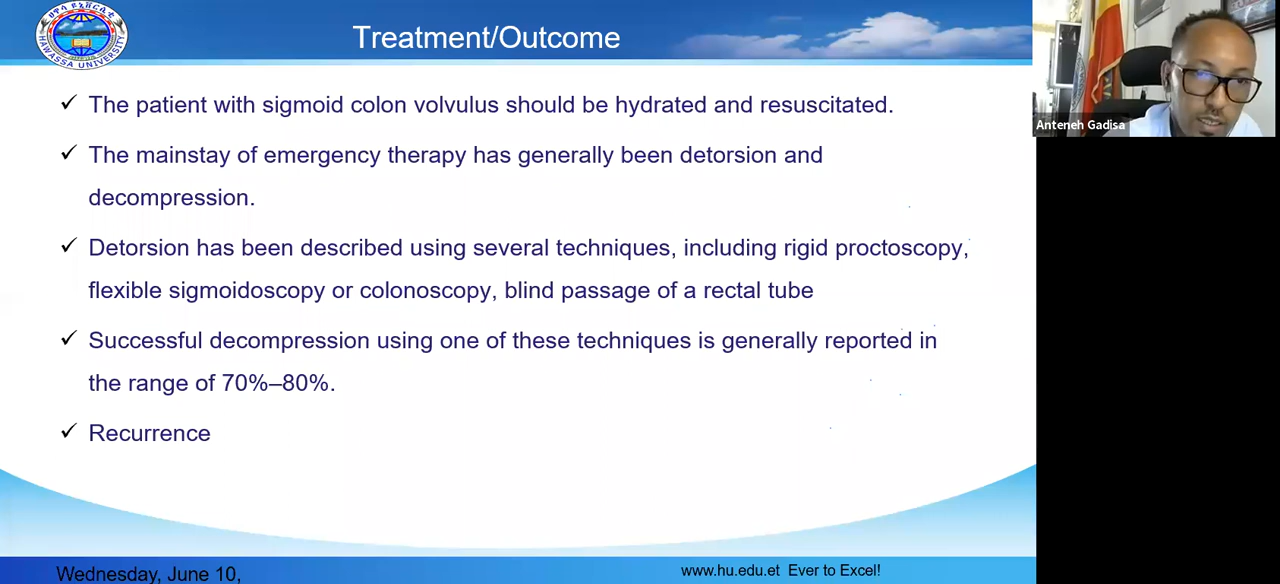 Treatment/Outcome
HAWASSA UNIVERSITY
✓ The patient with sigmoid colon volvulus should be hydrated and resuscitated.
✓ The mainstay of emergency therapy has generally been detorsion and
decompression.
✓ Detorsion has been described using several techniques, including rigid proctoscopy,
flexible sigmoidoscopy or colonoscopy, blind passage of a rectal tube
✓ Successful decompression using one of these techniques is generally reported in
the range of 70%–80%.
✓ Recurrence
Wednesday, June 10,
www.hu.edu.et Ever to Excel!
Anteneh Gadisa